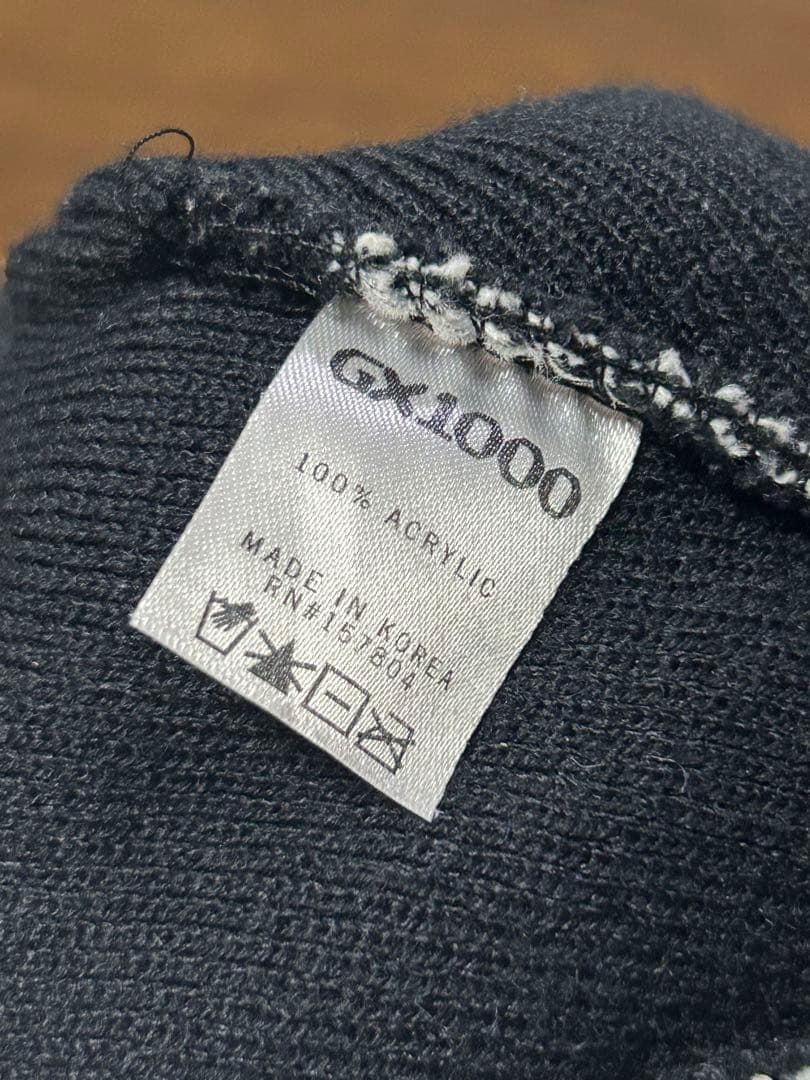 GX1000
100% ACRYLIC
MADE IN KOREA
RN#157804